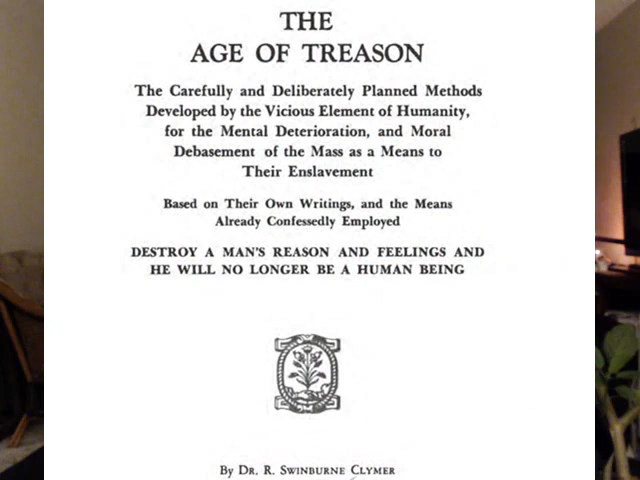 THE
AGE OF TREASON
The Carefully and Deliberately Planned Methods
Developed by the Vicious Element of Humanity,
for the Mental Deterioration, and Moral
Debasement of the Mass as a Means to
Their Enslavement
Based on Their Own Writings, and the Means
Already Confessedly Employed
DESTROY A MAN'S REASON AND FEELINGS AND
HE WILL NO LONGER BE A HUMAN BEING
By Dr. R. Swinburne Clymer